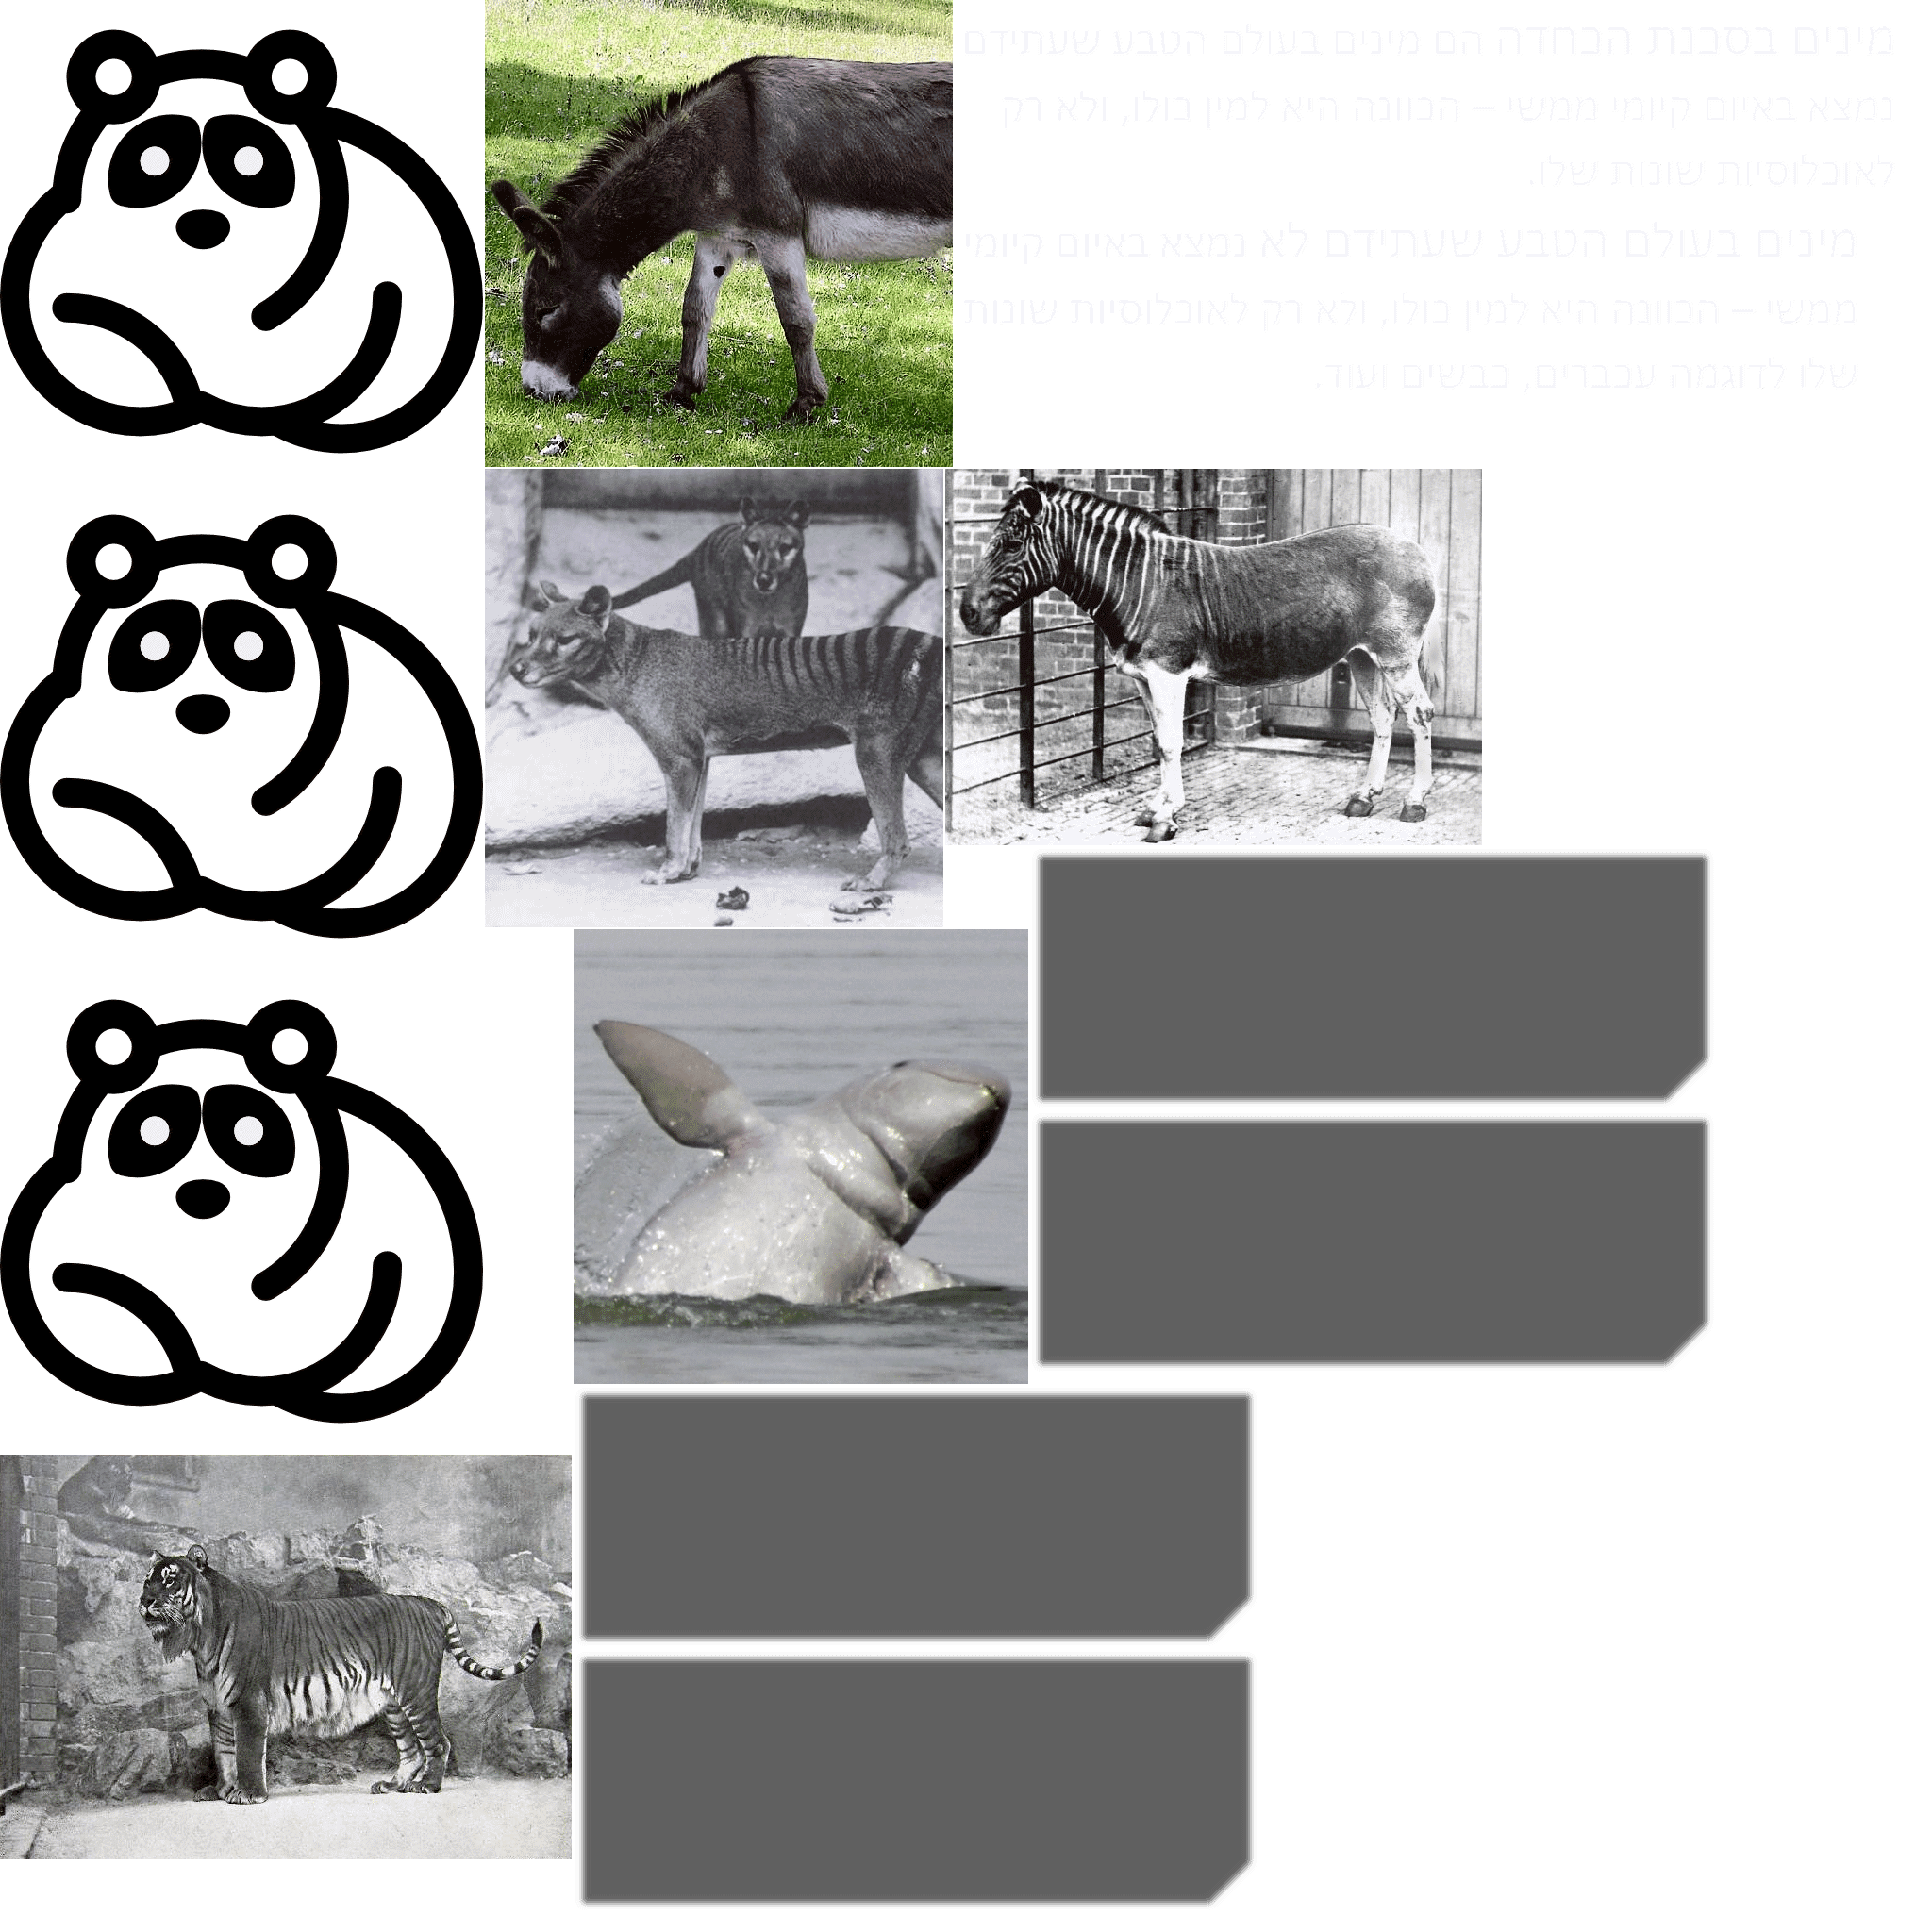 מינים בסכנת הכחדה הם מינים בעולם הטבע שעתידם
נמצא באיום קיומי ממשי – הכוונה היא למין כולו, ולא רק
לאוכלוסיות שונות שלו.
מינים בעולם הטבע שעתידם לא נמצא באיום קיומי
ממשי – הכוונה היא למין כולו, ולא רק לאוכלוסיות שונות
שלו לדוגמה עכברים, כבשים ועוד.